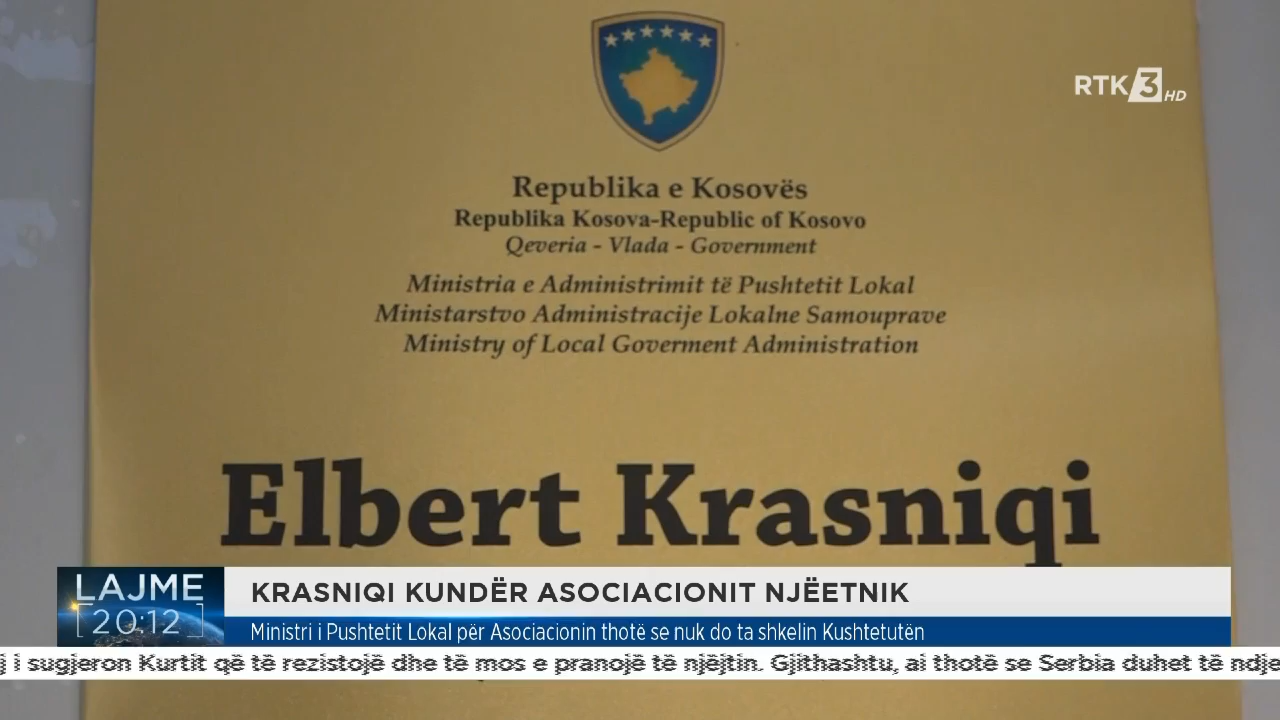 RTK 3 HD
Republika e Kosovës
Republika Kosova-Republic of Kosovo
Qeveria - Vlada - Government
Ministria e Administrimit të Pushtetit Lokal
Ministarstvo Administracije Lokalne Samouprave
Ministry of Local Goverment Administration
Elbert Krasniqi
LAJME
20:12
KRASNIQI KUNDËR ASOCIACIONIT NJËETNIK
Ministri i Pushtetit Lokal për Asociacionin thotë se nuk do ta shkelin Kushtetutën
i sugjeron Kurtit që të rezistojë dhe të mos e pranojë të njëjtin. Gjithashtu, ai thotë se Serbia duhet të ndje